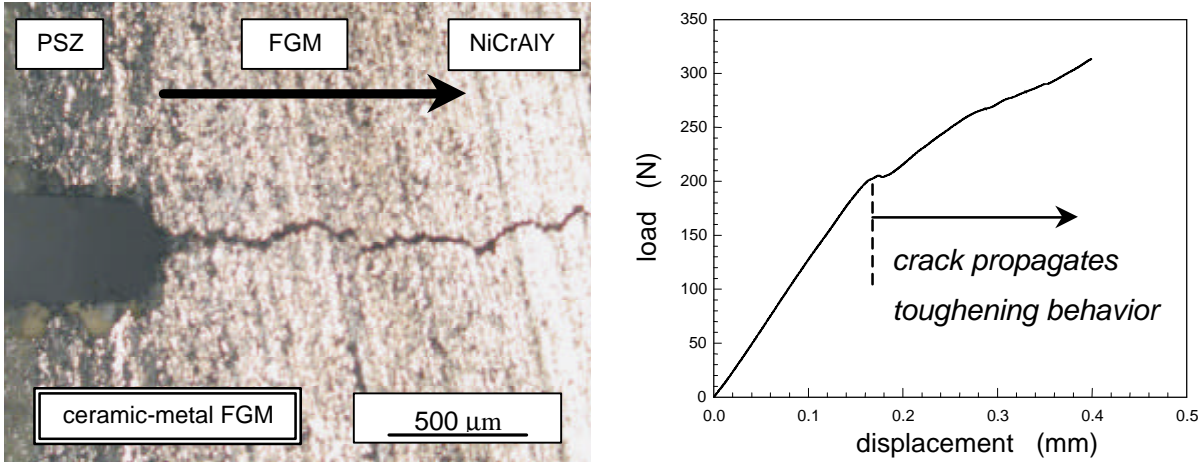 PSZ
FGM
NiCrAlY
ceramic-metal FGM
500 μm
load (N)
350
300
250
200
150
100
50
0
crack propagates
toughening behavior
0.0
0.1
0.2
0.3
0.4
0.5
displacement (mm)